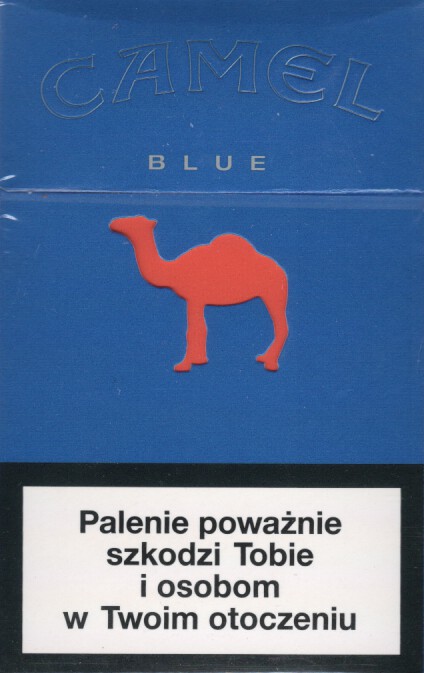 CAMEL
BLUE
Palenie poważnie
szkodzi Tobie
i osobom
w Twoim otoczeniu